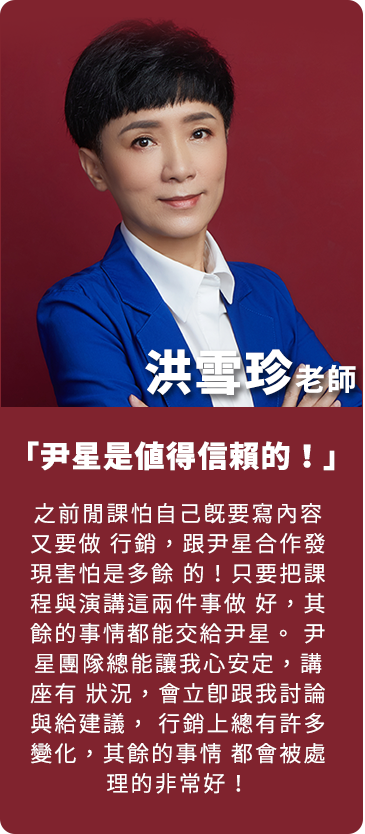 洪雪珍老師
「尹星是値得信賴的！」
之前閒課怕自己旣要寫內容
又要做 行銷，跟尹星合作發
現害怕是多餘 的！只要把課
程與演講這兩件事做 好，其
餘的事情都能交給尹星。 尹
星團隊總能讓我心安定，講
座有 狀況，會立卽跟我討論
與給建議， 行銷上總有許多
變化，其餘的事情 都會被處
理的非常好！